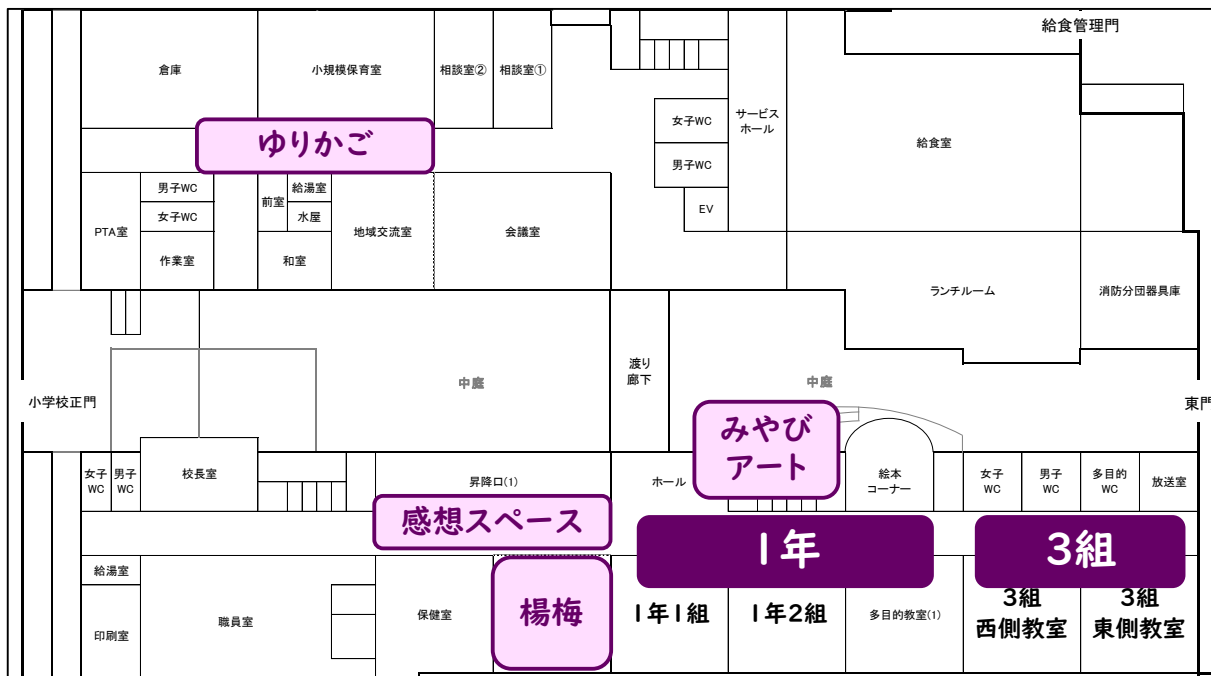 給食管理門
倉庫
小規模保育室
相談室②
相談室①
女子WC
サービス
ホール
給食室
ゆりかご
男子WC
EV
PTA室
男子WC
女子WC
作業室
前室
給湯室
水屋
和室
地域交流室
会議室
ランチルーム
消防分団器具庫
小学校正門
中庭
渡り
廊下
中庭
東門
みやび
アート
女子
WC
男子
WC
校長室
昇降口(1)
ホール
絵本
コーナー
女子
WC
男子
WC
多目的
WC
放送室
感想スペース
1年
3組
給湯室
印刷室
職員室
保健室
楊梅
1年1組
1年2組
多目的教室(1)
3組
西側教室
3組
東側教室